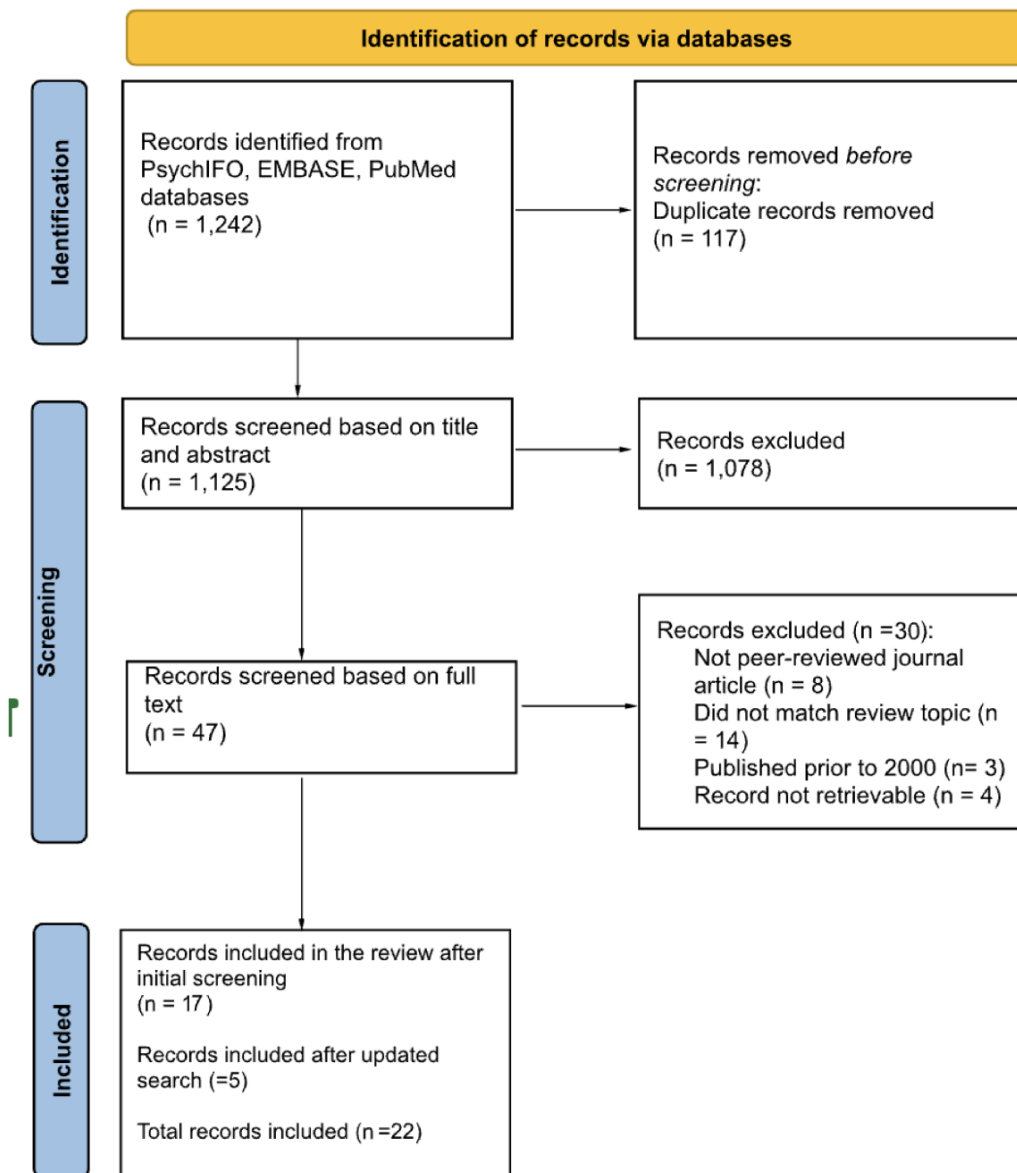 Identification of records via databases
Identification
Records identified from
PsychIFO, EMBASE, PubMed
databases
(n = 1,242)
Records removed before
screening:
Duplicate records removed
(n = 117)
Screening
Records screened based on title
and abstract
(n = 1,125)
Records excluded
(n = 1,078)
Records screened based on full
text
(n = 47)
Records excluded (n =30):
Not peer-reviewed journal
article (n = 8)
Did not match review topic (n
= 14)
Published prior to 2000 (n= 3)
Record not retrievable (n = 4)
Included
Records included in the review after
initial screening
(n = 17)
Records included after updated
search (=5)
Total records included (n =22)